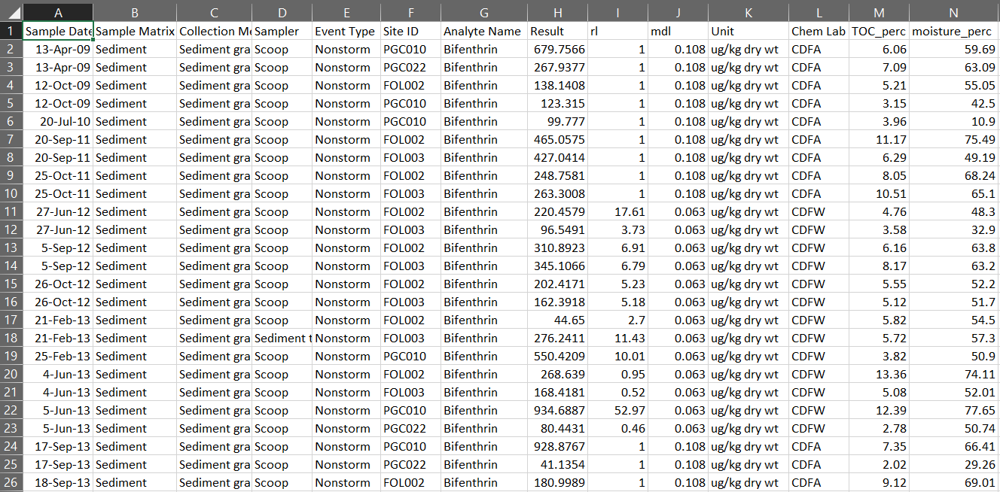 A B C D E F G H I J K L M N
1 Sample Date Sample Matrix Collection Me Sampler Event Type Site ID Analyte Name Result rl mdl Unit Chem Lab TOC_perc moisture_perc
2 13-Apr-09 Sediment Sediment gra Scoop Nonstorm PGC010 Bifenthrin 679.7566 1 0.108 ug/kg dry wt CDFA 6.06 59.69
3 13-Apr-09 Sediment Sediment gra Scoop Nonstorm PGC022 Bifenthrin 267.9377 1 0.108 ug/kg dry wt CDFA 7.09 63.09
4 12-Oct-09 Sediment Sediment gra Scoop Nonstorm FOL002 Bifenthrin 138.1408 1 0.108 ug/kg dry wt CDFA 5.21 55.05
5 12-Oct-09 Sediment Sediment gra Scoop Nonstorm PGC010 Bifenthrin 123.315 1 0.108 ug/kg dry wt CDFA 3.15 42.5
6 20-Jul-10 Sediment Sediment gra Scoop Nonstorm PGC010 Bifenthrin 99.777 1 0.108 ug/kg dry wt CDFA 3.96 10.9
7 20-Sep-11 Sediment Sediment gra Scoop Nonstorm FOL002 Bifenthrin 465.0575 1 0.108 ug/kg dry wt CDFA 11.17 75.49
8 20-Sep-11 Sediment Sediment gra Scoop Nonstorm FOL003 Bifenthrin 427.0414 1 0.108 ug/kg dry wt CDFA 6.29 49.19
9 25-Oct-11 Sediment Sediment gra Scoop Nonstorm FOL002 Bifenthrin 248.7581 1 0.108 ug/kg dry wt CDFA 8.05 68.24
10 25-Oct-11 Sediment Sediment gra Scoop Nonstorm FOL003 Bifenthrin 263.3008 1 0.108 ug/kg dry wt CDFA 10.51 65.1
11 27-Jun-12 Sediment Sediment gra Scoop Nonstorm FOL002 Bifenthrin 220.4579 17.61 0.063 ug/kg dry wt CDFW 4.76 48.3
12 27-Jun-12 Sediment Sediment gra Scoop Nonstorm FOL003 Bifenthrin 96.5491 3.73 0.063 ug/kg dry wt CDFW 3.58 32.9
13 5-Sep-12 Sediment Sediment gra Scoop Nonstorm FOL002 Bifenthrin 310.8923 6.91 0.063 ug/kg dry wt CDFW 6.16 63.8
14 5-Sep-12 Sediment Sediment gra Scoop Nonstorm FOL003 Bifenthrin 345.1066 6.79 0.063 ug/kg dry wt CDFW 8.17 63.2
15 26-Oct-12 Sediment Sediment gra Scoop Nonstorm FOL002 Bifenthrin 202.4171 5.23 0.063 ug/kg dry wt CDFW 5.55 52.2
16 26-Oct-12 Sediment Sediment gra Scoop Nonstorm FOL003 Bifenthrin 162.3918 5.18 0.063 ug/kg dry wt CDFW 5.12 51.7
17 21-Feb-13 Sediment Sediment gra Scoop Nonstorm FOL002 Bifenthrin 44.65 2.7 0.063 ug/kg dry wt CDFW 5.82 54.5
18 21-Feb-13 Sediment Sediment gra Sediment t Nonstorm FOL003 Bifenthrin 276.2411 11.43 0.063 ug/kg dry wt CDFW 5.72 57.3
19 25-Feb-13 Sediment Sediment gra Scoop Nonstorm PGC010 Bifenthrin 550.4209 10.01 0.063 ug/kg dry wt CDFW 3.82 50.9
20 4-Jun-13 Sediment Sediment gra Scoop Nonstorm FOL002 Bifenthrin 268.639 0.95 0.063 ug/kg dry wt CDFW 13.36 74.11
21 4-Jun-13 Sediment Sediment gra Scoop Nonstorm FOL003 Bifenthrin 168.4181 0.52 0.063 ug/kg dry wt CDFW 5.08 52.01
22 5-Jun-13 Sediment Sediment gra Scoop Nonstorm PGC010 Bifenthrin 934.6887 52.97 0.063 ug/kg dry wt CDFW 12.39 77.65
23 5-Jun-13 Sediment Sediment gra Scoop Nonstorm PGC022 Bifenthrin 80.4431 0.46 0.063 ug/kg dry wt CDFW 2.78 50.74
24 17-Sep-13 Sediment Sediment gra Scoop Nonstorm PGC010 Bifenthrin 928.8767 1 0.108 ug/kg dry wt CDFA 7.35 66.41
25 17-Sep-13 Sediment Sediment gra Scoop Nonstorm PGC022 Bifenthrin 41.1354 1 0.108 ug/kg dry wt CDFA 2.02 29.26
26 18-Sep-13 Sediment Sediment gra Scoop Nonstorm FOL002 Bifenthrin 180.9989 1 0.108 ug/kg dry wt CDFA 9.12 69.01